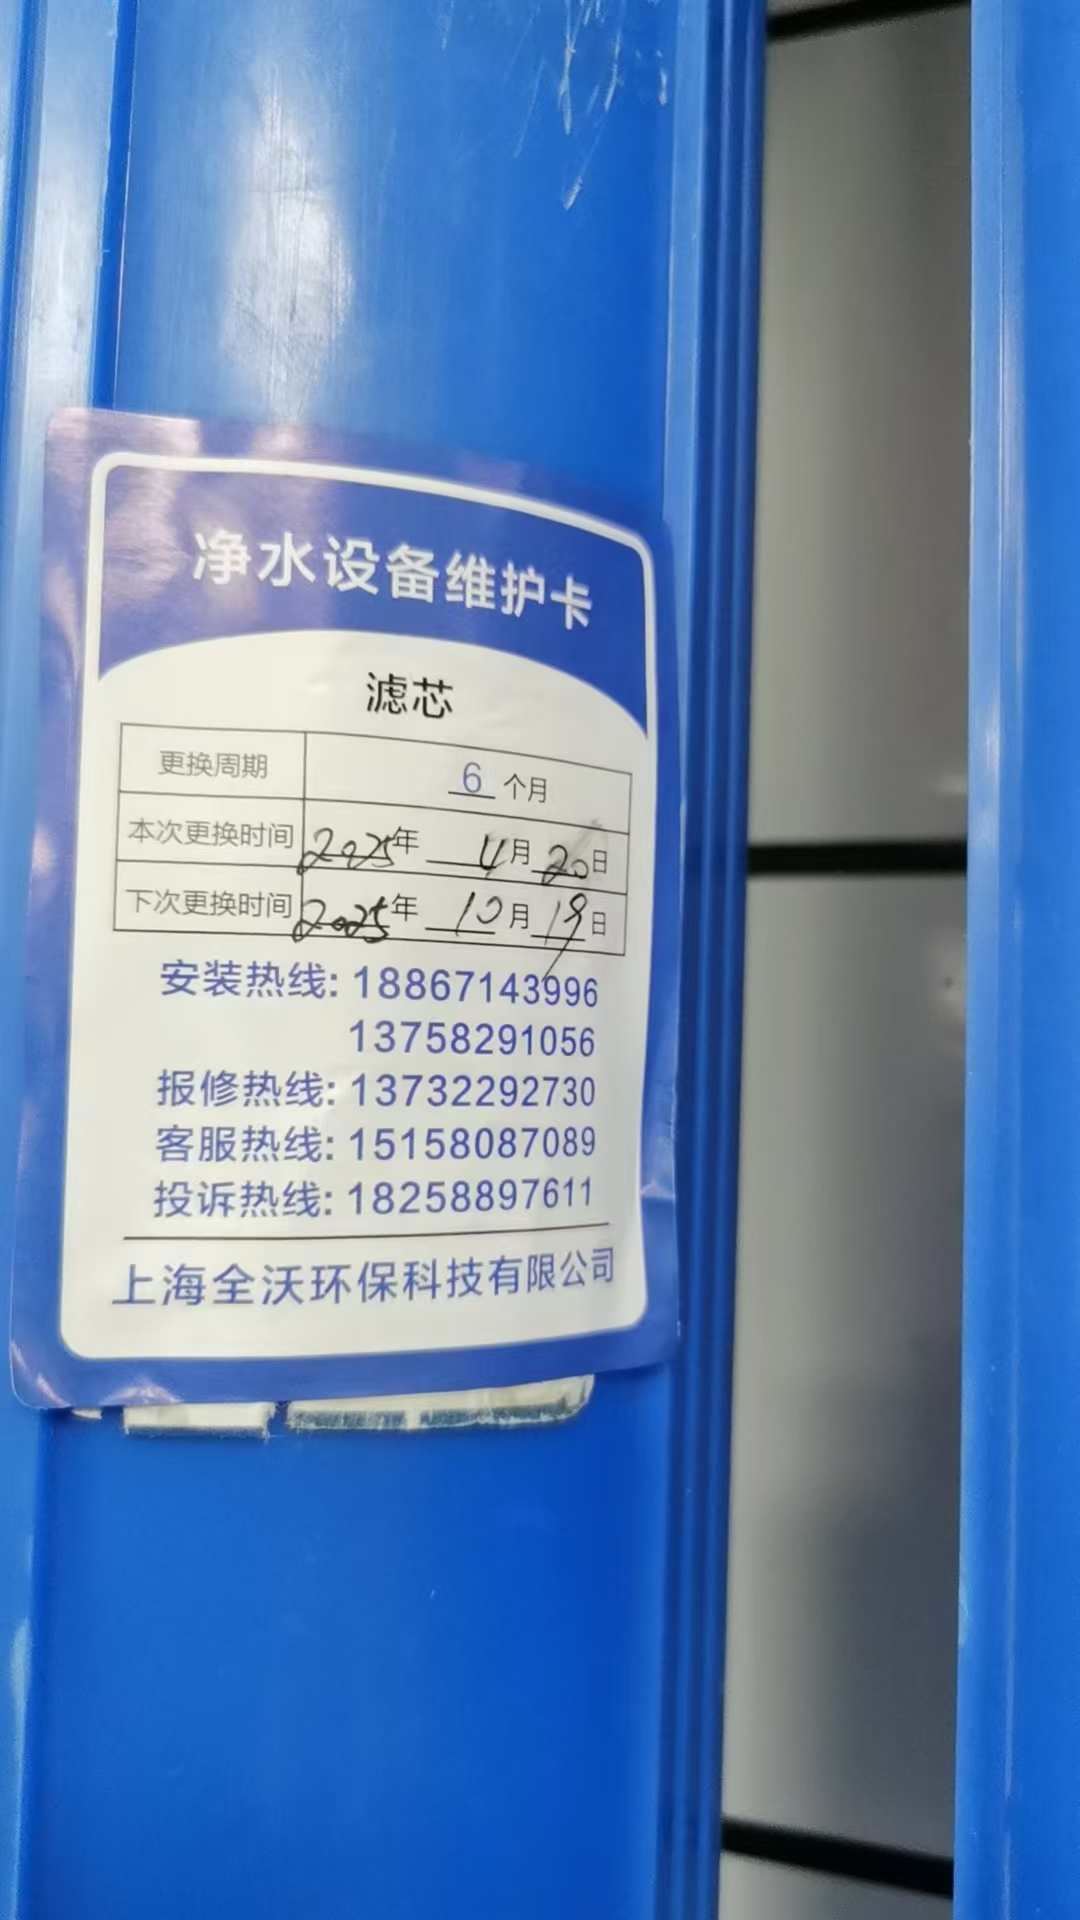 净水设备维护卡
滤芯
更换周期 6 个月
本次更换时间 2025年 4月 20日
下次更换时间 2025年 10月 19日
安装热线: 18867143996
13758291056
报修热线: 13732292730
客服热线: 15158087089
投诉热线: 18258897611
上海全沃环保科技有限公司